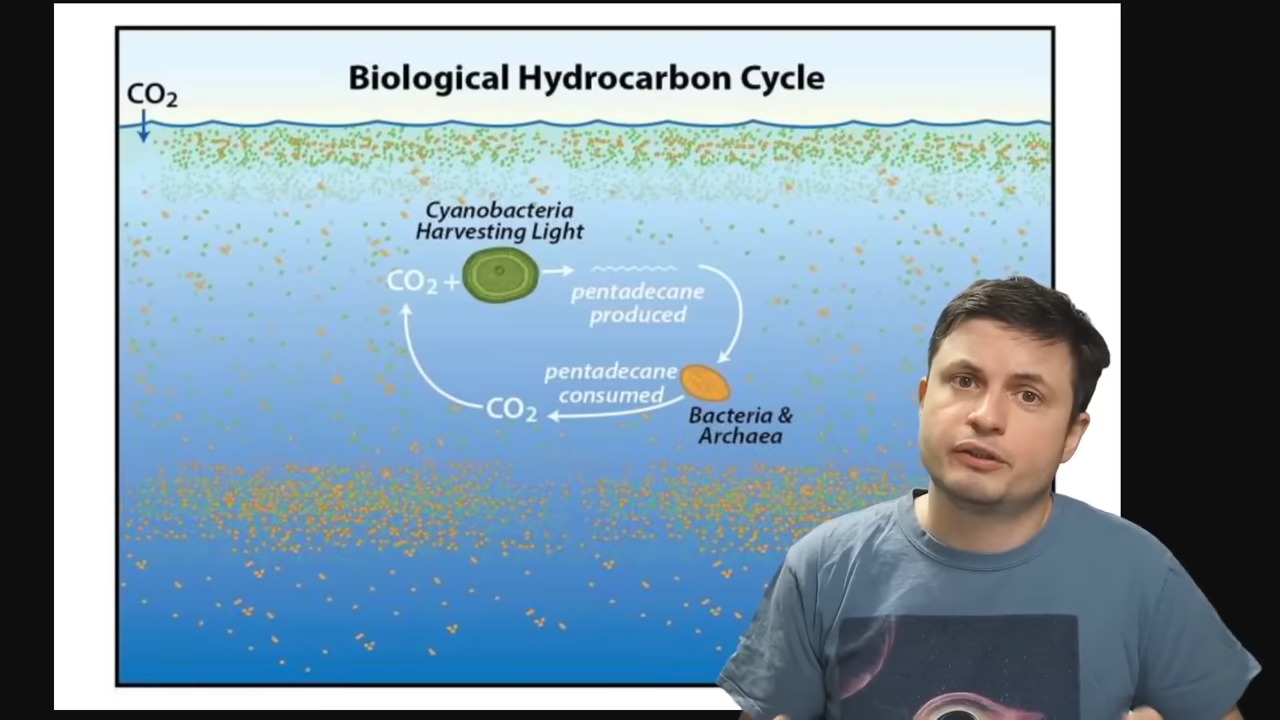 Biological Hydrocarbon Cycle
CO2
Cyanobacteria
Harvesting Light
CO2 +
pentadecane
produced
pentadecane
consumed
CO2
Bacteria &
Archaea